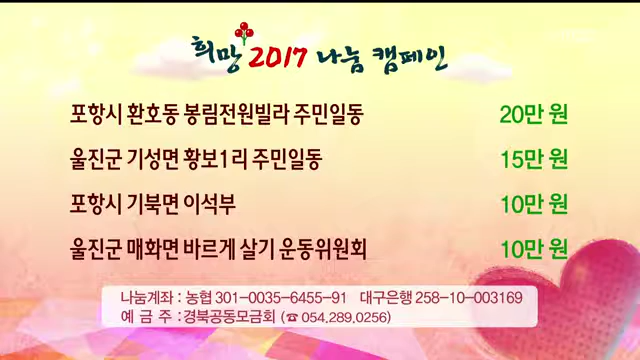 희망 2017 나눔 캠페인
포항시 환호동 봉림전원빌라 주민일동 20만 원
울진군 기성면 황보1리 주민일동 15만 원
포항시 기북면 이석부 10만 원
울진군 매화면 바르게 살기 운동위원회 10만 원
나눔계좌 : 농협 301-0035-6455-91 대구은행 258-10-003169
예 금 주 : 경북공동모금회 (☎ 054,289,0256)